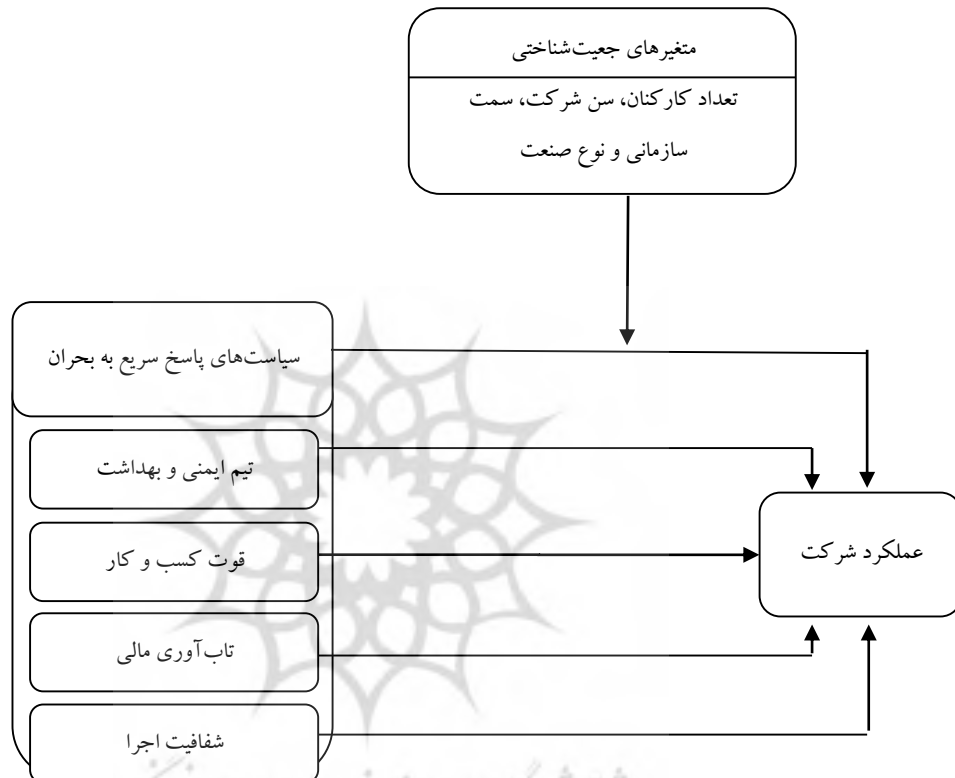 متغیرهای جعیت‌شناختی
تعداد کارکنان، سن شرکت، سمت
سازمانی و نوع صنعت
سیاست‌های پاسخ سریع به بحران
تیم ایمنی و بهداشت
قوت کسب و کار
عملکرد شرکت
تاب‌آوری مالی
شفافیت اجرا